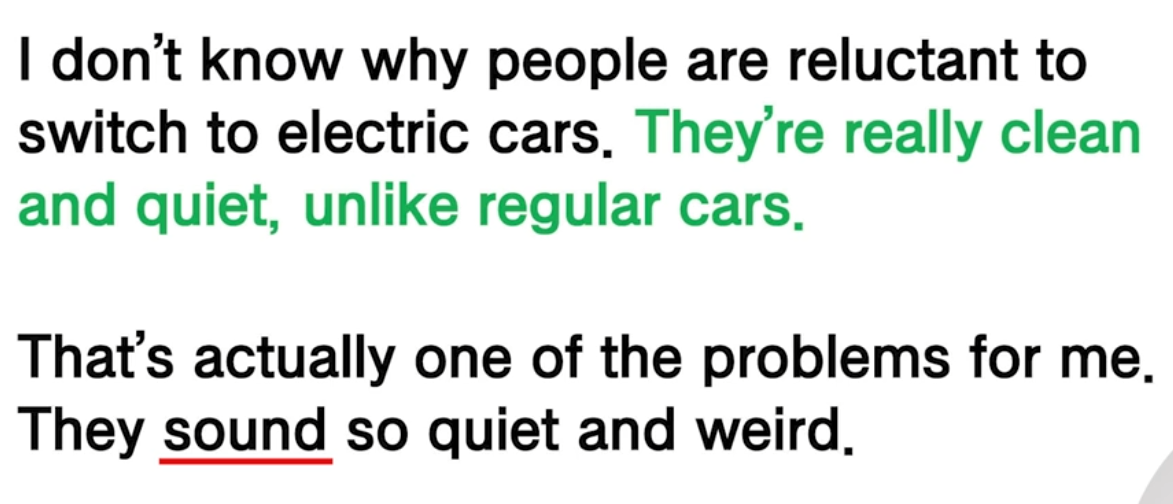 I don’t know why people are reluctant to
switch to electric cars. They’re really clean
and quiet, unlike regular cars.
That’s actually one of the problems for me.
They sound so quiet and weird.